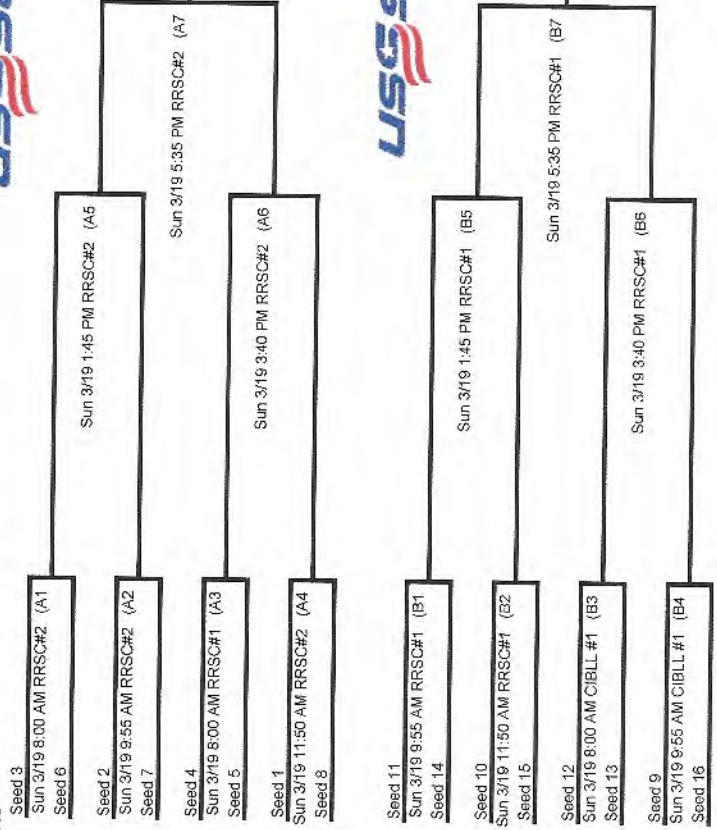 Seed 3
Sun 3/19 8:00 AM RRSC#2 (A1
Seed 6
Seed 2
Sun 3/19 9:55 AM RRSC#2 (A2
Seed 7
Seed 4
Sun 3/19 8:00 AM RRSC#1 (A3
Seed 5
Seed 1
Sun 3/19 11:50 AM RRSC#2 (A4
Seed 8
Sun 3/19 1:45 PM RRSC#2 (A5
Sun 3/19 3:40 PM RRSC#2 (A6
Sun 3/19 5:35 PM RRSC#2 (A7
Seed 11
Sun 3/19 9:55 AM RRSC#1 (B1
Seed 14
Seed 10
Sun 3/19 11:50 AM RRSC#1 (B2
Seed 15
Seed 12
Sun 3/19 8:00 AM CIBLL #1 (B3
Seed 13
Seed 9
Sun 3/19 9:55 AM CIBLL #1 (B4
Seed 16
Sun 3/19 1:45 PM RRSC#1 (B5
Sun 3/19 3:40 PM RRSC#1 (B6
Sun 3/19 5:35 PM RRSC#1 (B7